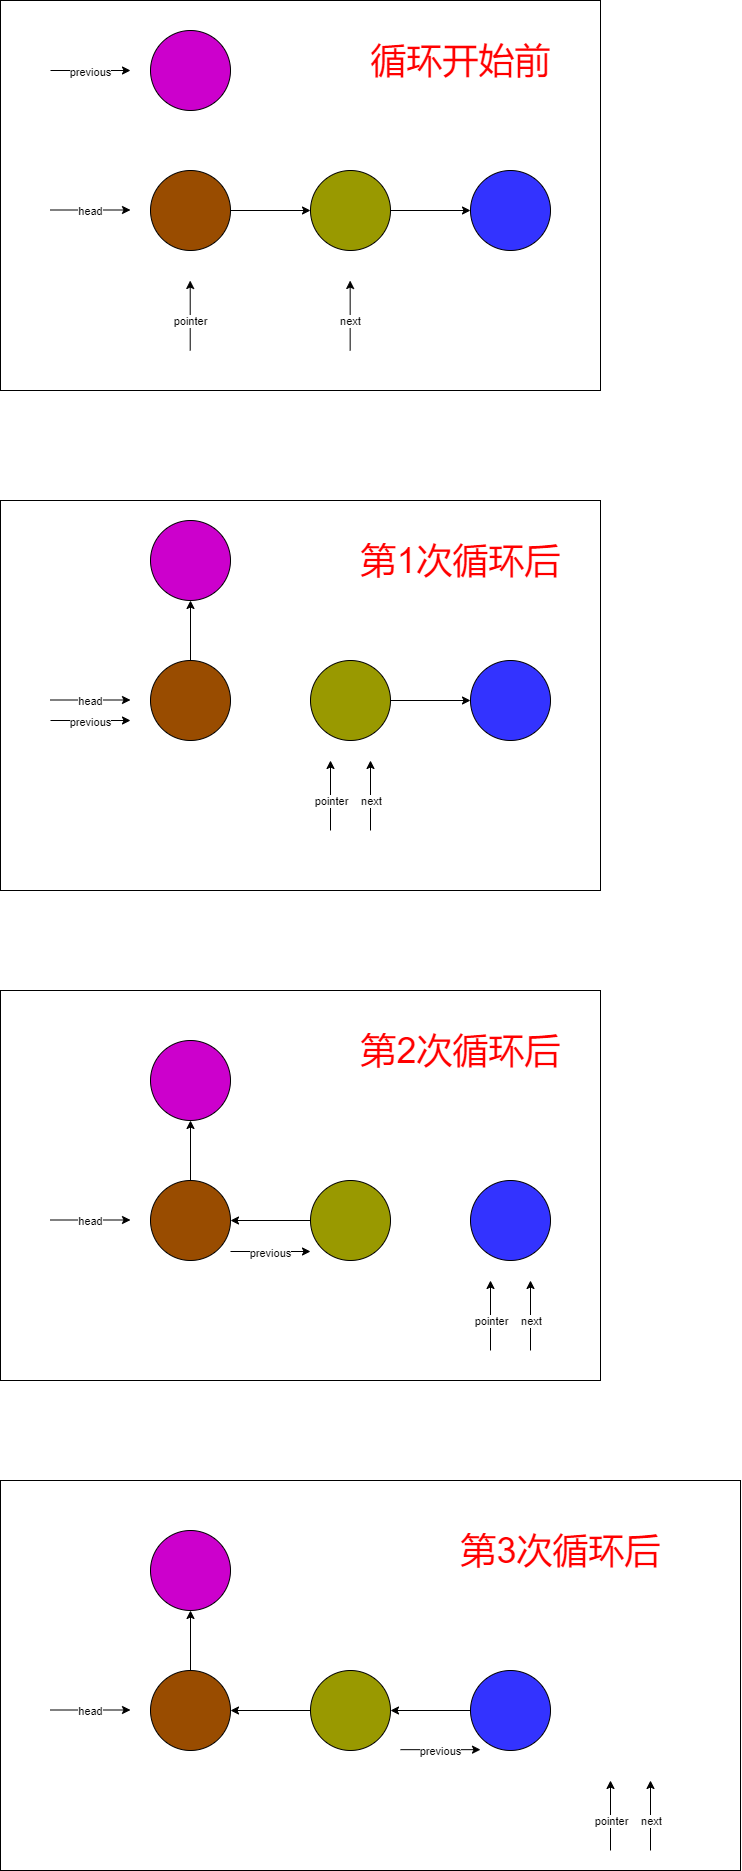 循环开始前
previous
head
pointer
next
第1次循环后
head
previous
pointer
next
第2次循环后
head
previous
pointer
next
第3次循环后
head
previous
pointer
next